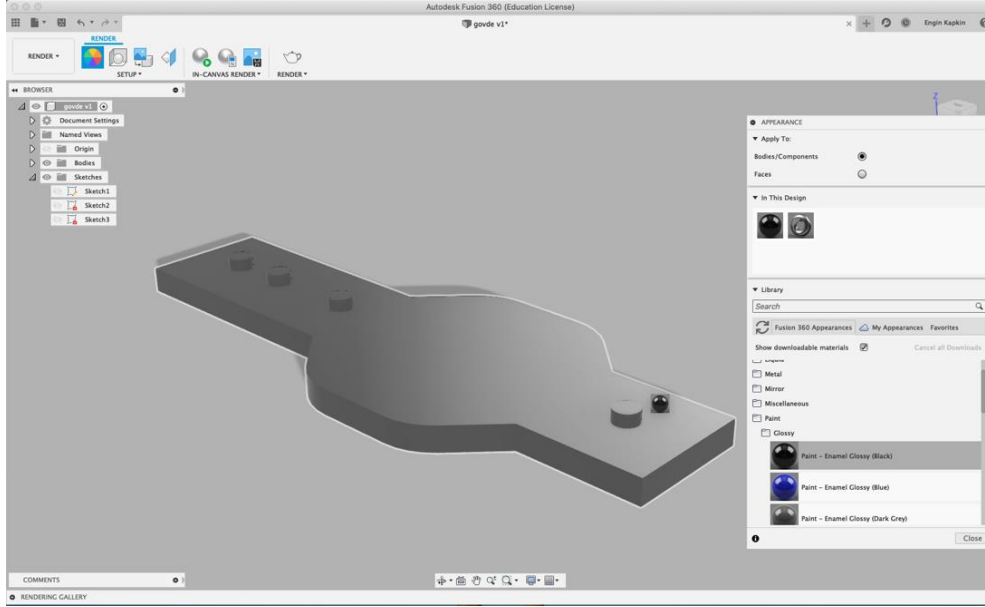 Autodesk Fusion 360 (Education License)
govde v1*
Engin Kapkin
RENDER
RENDER
SETUP
IN-CANVAS RENDER
RENDER
BROWSER
govde v1
Document Settings
Named Views
Origin
Bodies
Sketches
Sketch1
Sketch2
Sketch3
Z
APPEARANCE
Apply To:
Bodies/Components
Faces
In This Design
Library
Search
Fusion 360 Appearances My Appearances Favorites
Show downloadable materials Cancel all Downloads
Metal
Mirror
Miscellaneous
Paint
Glossy
Paint - Enamel Glossy (Black)
Paint - Enamel Glossy (Blue)
Paint - Enamel Glossy (Dark Grey)
Close
COMMENTS
RENDERING GALLERY